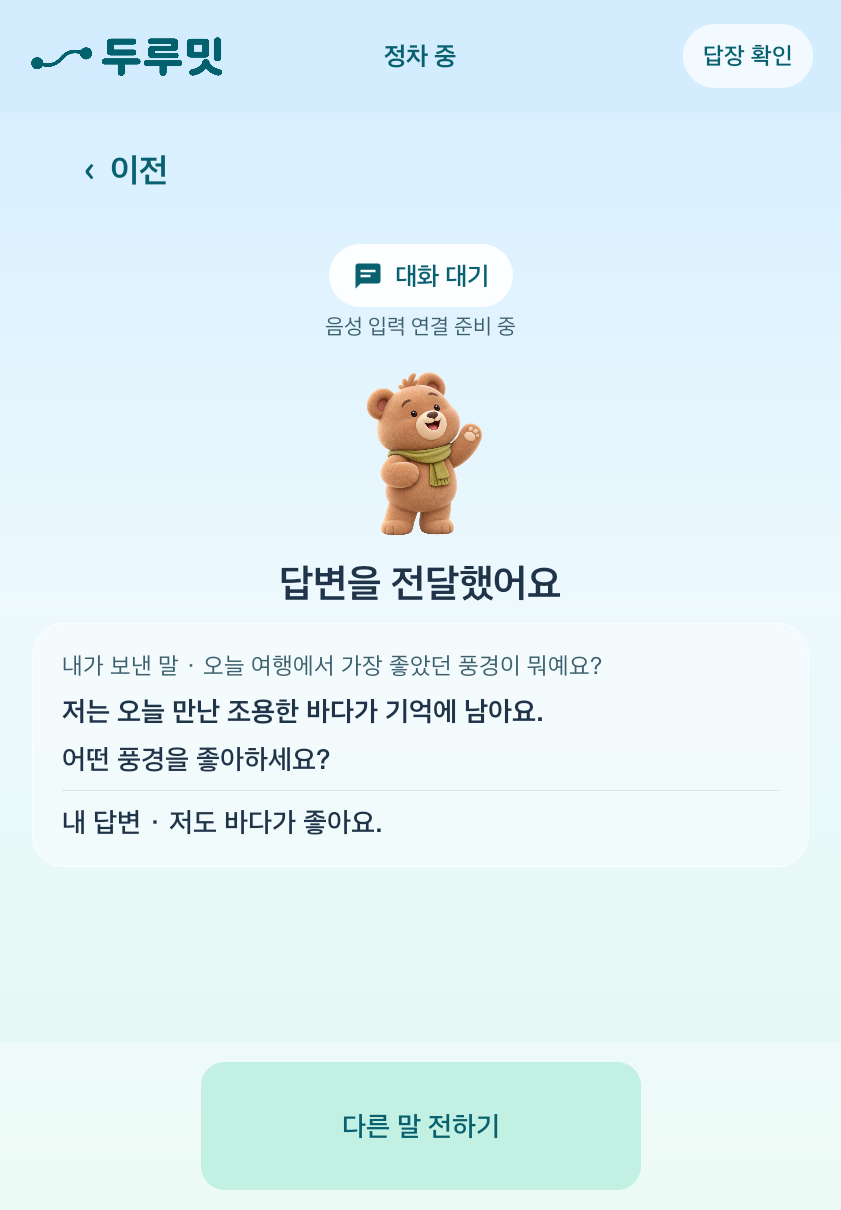 두루밋
정차 중
답장 확인
‹ 이전
대화 대기
음성 입력 연결 준비 중
답변을 전달했어요
내가 보낸 말 · 오늘 여행에서 가장 좋았던 풍경이 뭐예요?
저는 오늘 만난 조용한 바다가 기억에 남아요.
어떤 풍경을 좋아하세요?
내 답변 · 저도 바다가 좋아요.
다른 말 전하기